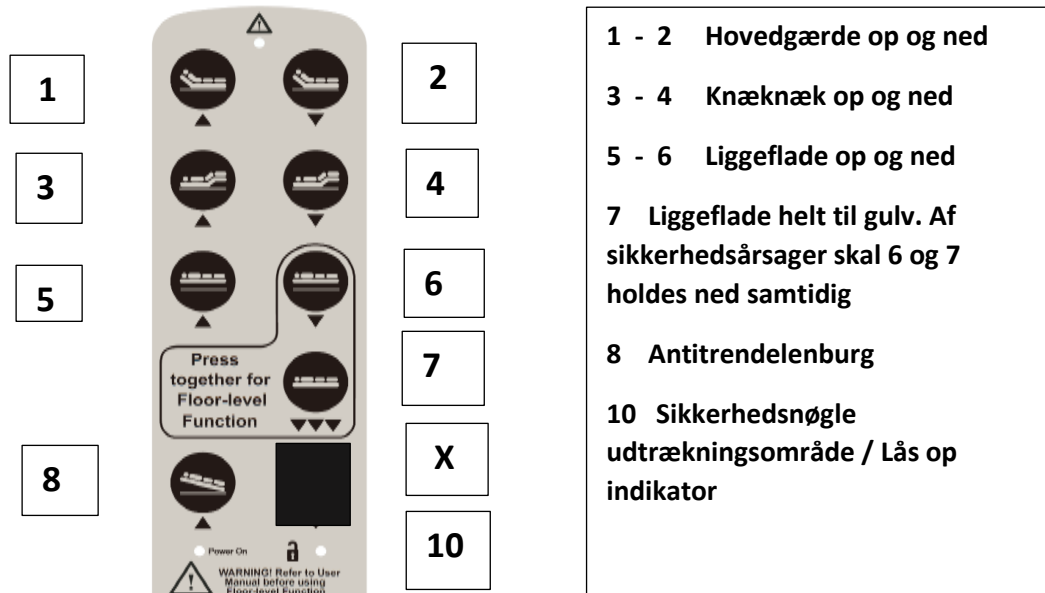 1
2
3
4
5
6
7
8
X
10
Press
together for
Floor-level
Function
Power On
WARNING! Refer to User
Manual before using
Floor-level Function
1 - 2 Hovedgærde op og ned
3 - 4 Knæknæk op og ned
5 - 6 Liggeflade op og ned
7 Liggeflade helt til gulv. Af
sikkerhedsårsager skal 6 og 7
holdes ned samtidig
8 Antitrendelenburg
10 Sikkerhedsnøgle
udtrækningsområde / Lås op
indikator